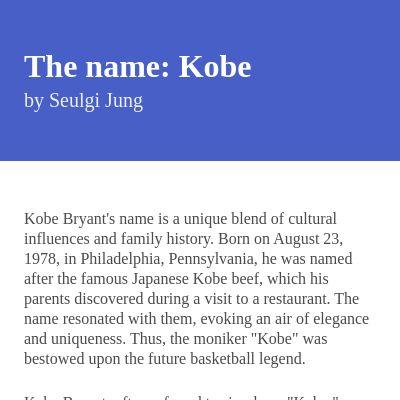 The name: Kobe
by Seulgi Jung
Kobe Bryant's name is a unique blend of cultural
influences and family history. Born on August 23,
1978, in Philadelphia, Pennsylvania, he was named
after the famous Japanese Kobe beef, which his
parents discovered during a visit to a restaurant. The
name resonated with them, evoking an air of elegance
and uniqueness. Thus, the moniker "Kobe" was
bestowed upon the future basketball legend.